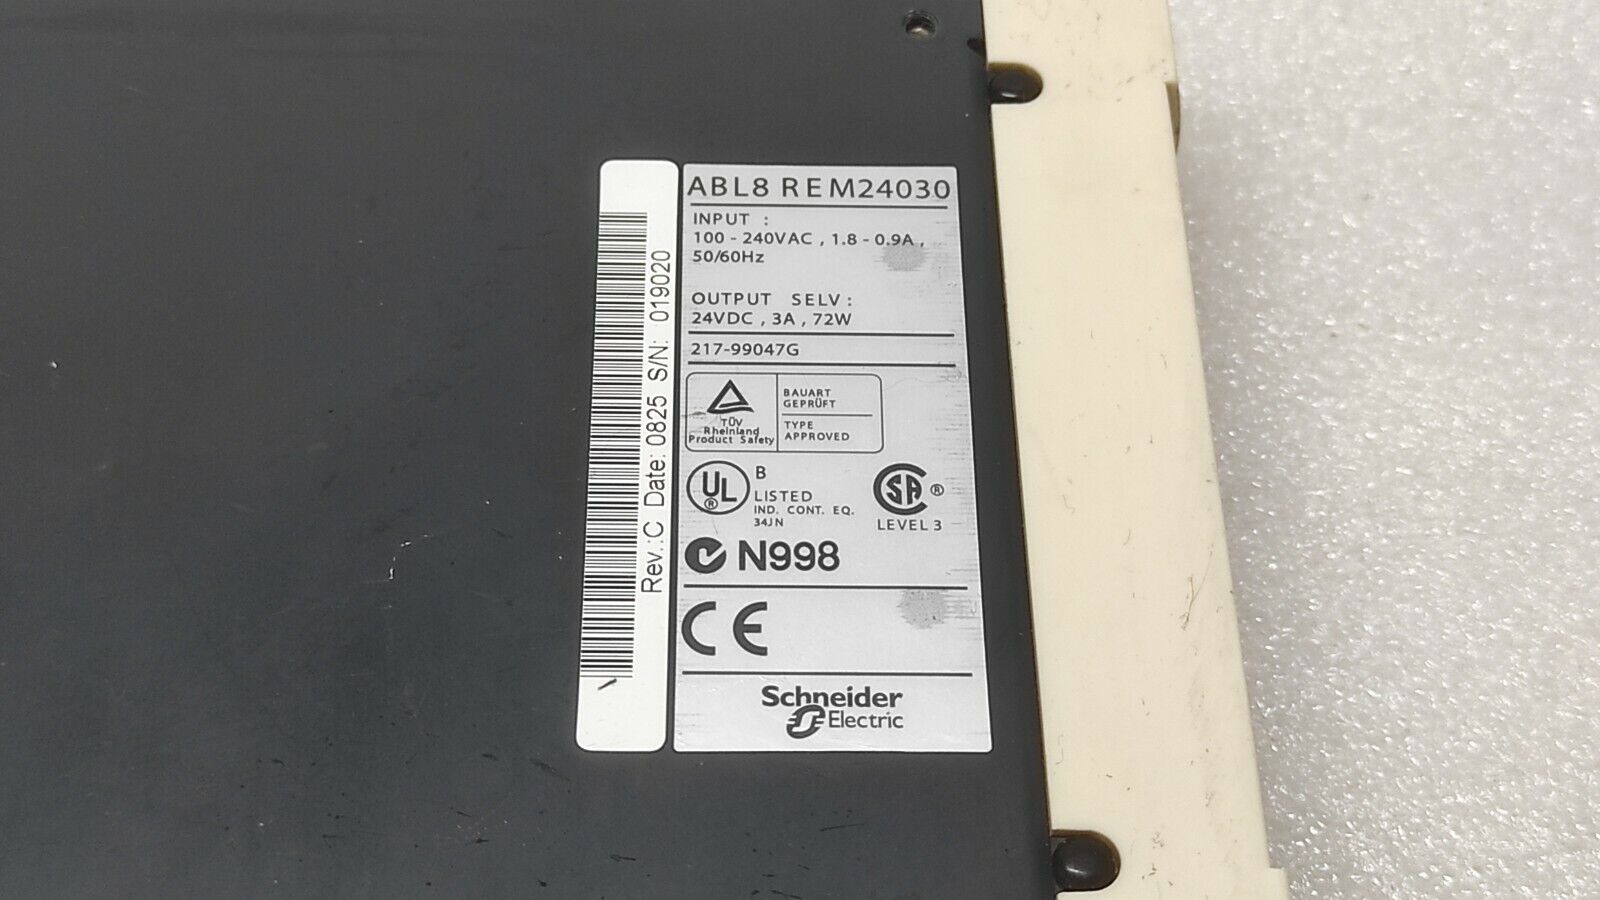 Rev.:C Date: 0825 S/N: 019020
ABL8 REM24030
INPUT :
100 - 240VAC , 1.8 - 0.9A ,
50/60Hz
OUTPUT SELV :
24VDC , 3A , 72W
217-99047G
TÜV
Rheinland
Product Safety
BAUART
GEPRÜFT
TYPE
APPROVED
UL ®
B
LISTED
IND. CONT. EQ.
34JN
SA ®
LEVEL 3
N998
CE
Schneider
Electric